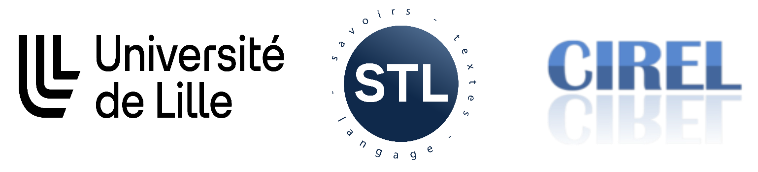 Université
de Lille
savoirs - textes - langage -
STL
CIREL